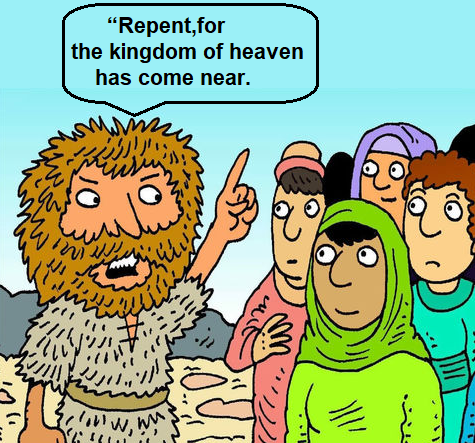 “Repent,for
the kingdom of heaven
has come near.